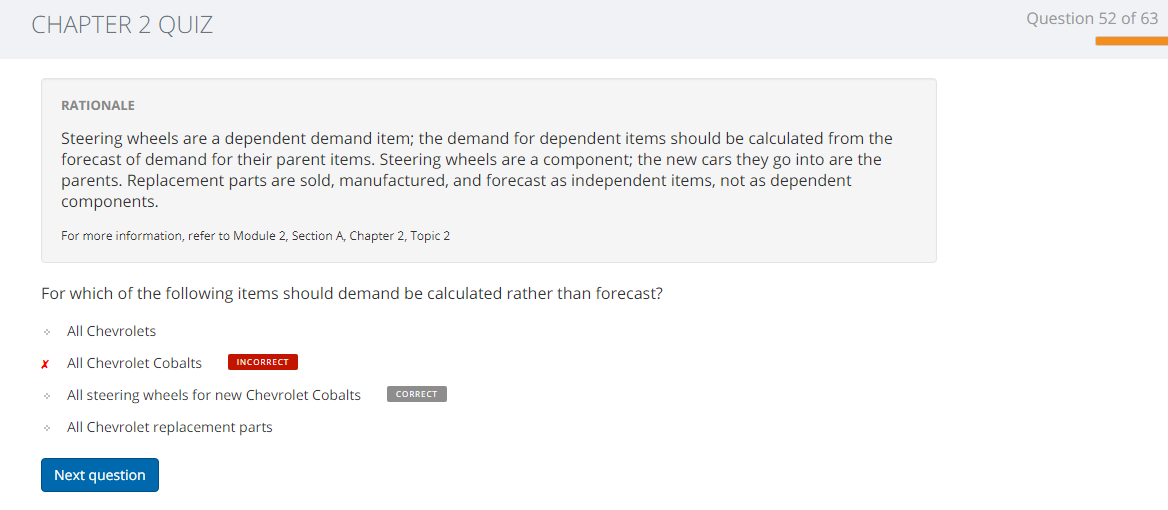 CHAPTER 2 QUIZ
Question 52 of 63
RATIONALE
Steering wheels are a dependent demand item; the demand for dependent items should be calculated from the
forecast of demand for their parent items. Steering wheels are a component; the new cars they go into are the
parents. Replacement parts are sold, manufactured, and forecast as independent items, not as dependent
components.
For more information, refer to Module 2, Section A, Chapter 2, Topic 2
For which of the following items should demand be calculated rather than forecast?
All Chevrolets
✗ All Chevrolet Cobalts INCORRECT
All steering wheels for new Chevrolet Cobalts CORRECT
All Chevrolet replacement parts
Next question